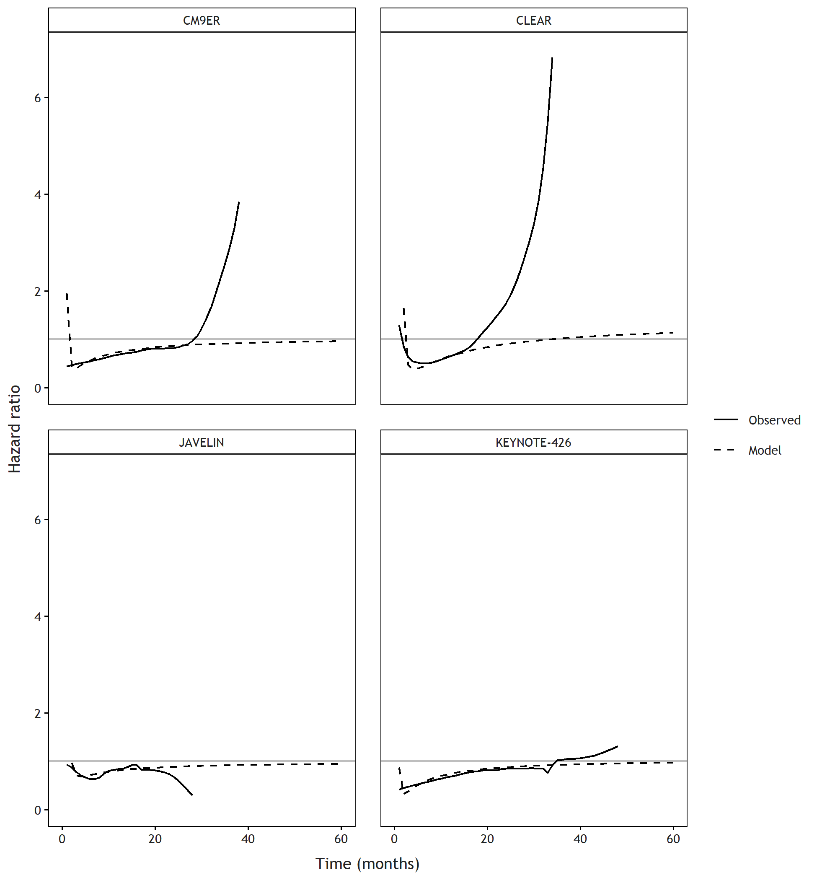 CM9ER
CLEAR
6
4
2
0
JAVELIN
KEYNOTE-426
6
4
2
0
0
20
40
60
0
20
40
60
Hazard ratio
Time (months)
Observed
Model